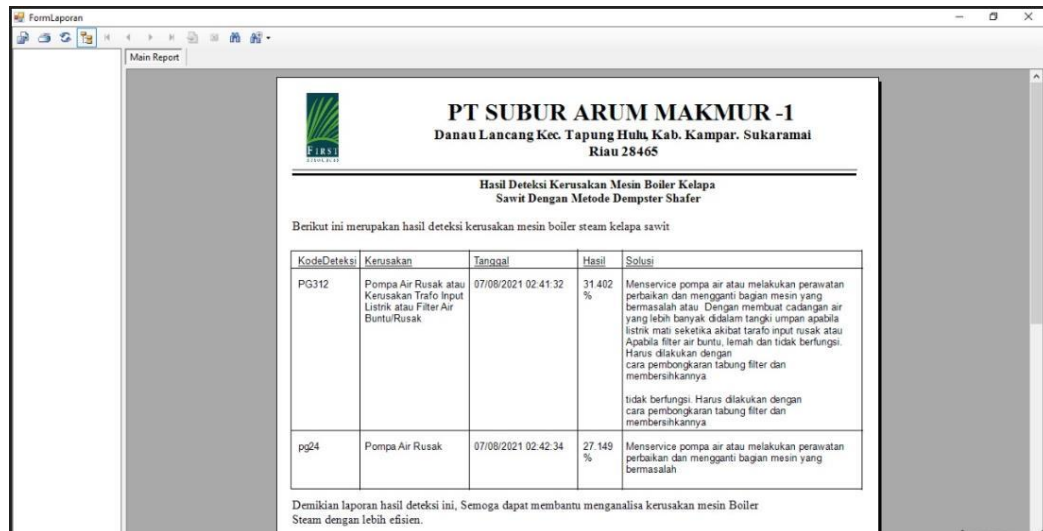 FormLaporan
Main Report
FIRST
PT SUBUR ARUM MAKMUR -1
Danau Lancang Kec. Tapung Hulu, Kab. Kampar. Sukaramai
Riau 28465
Hasil Deteksi Kerusakan Mesin Boiler Kelapa
Sawit Dengan Metode Dempster Shafer
Berikut ini merupakan hasil deteksi kerusakan mesin boiler steam kelapa sawit
KodeDeteksi Kerusakan Tanggal Hasil Solusi
PG312
Pompa Air Rusak atau
Kerusakan Trafo Input
Listrik atau Filter Air
Buntu/Rusak
07/08/2021 02:41:32
31.402
%
Menservice pompa air atau melakukan perawatan
perbaikan dan mengganti bagian mesin yang
bermasalah atau Dengan membuat cadangan air
yang lebih banyak didalam tangki umpan apabila
listrik mati seketika akibat tarafo input rusak atau
Apabila filter air buntu, lemah dan tidak berfungsi.
Harus dilakukan dengan
cara pembongkaran tabung filter dan
membersihkannya
tidak berfungsi. Harus dilakukan dengan
cara pembongkaran tabung filter dan
membersihkannya
pg24
Pompa Air Rusak
07/08/2021 02:42:34
27.149
%
Menservice pompa air atau melakukan perawatan
perbaikan dan mengganti bagian mesin yang
bermasalah
Demikian laporan hasil deteksi ini, Semoga dapat membantu menganalisa kerusakan mesin Boiler
Steam dengan lebih efisien.